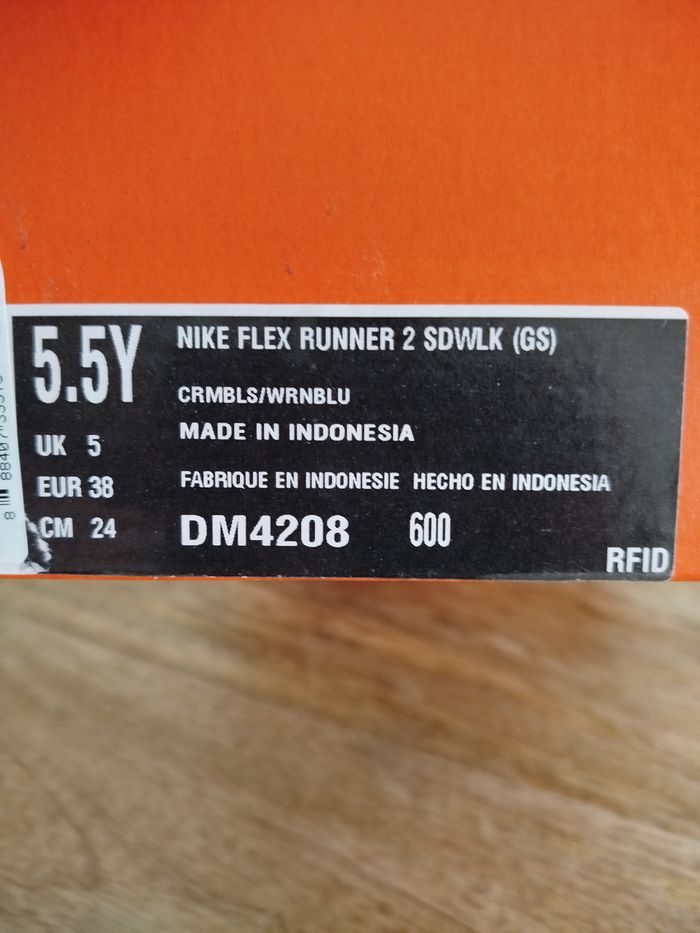 5.5Y
NIKE FLEX RUNNER 2 SDWLK (GS)
CRMBLS/WRNBLU
MADE IN INDONESIA
UK 5
EUR 38
FABRIQUE EN INDONESIE HECHO EN INDONESIA
CM 24
DM4208 600
RFID